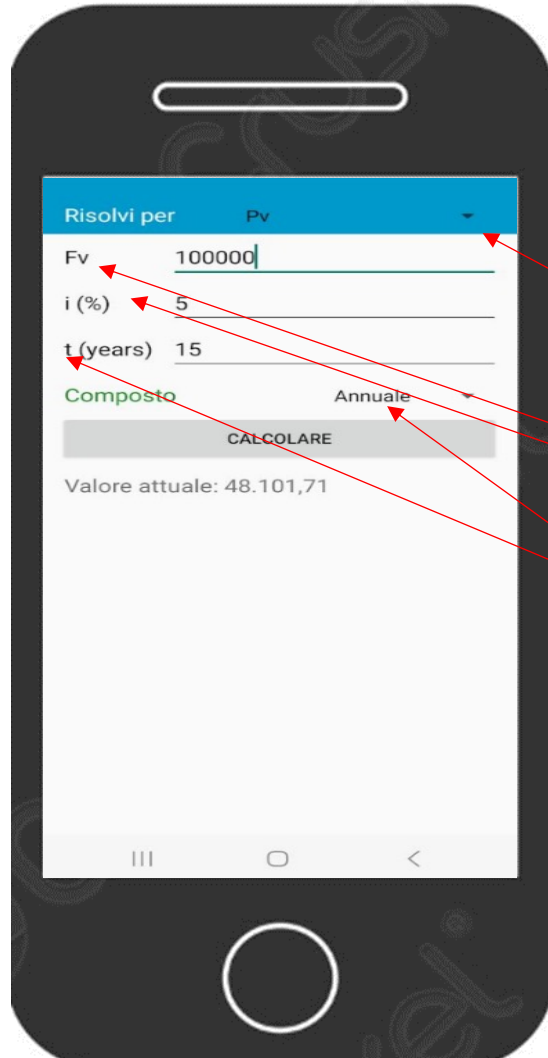 Risolvi per Pv
Fv 100000
i (%) 5
t (years) 15
Composto Annuale
CALCOLARE
Valore attuale: 48.101,71